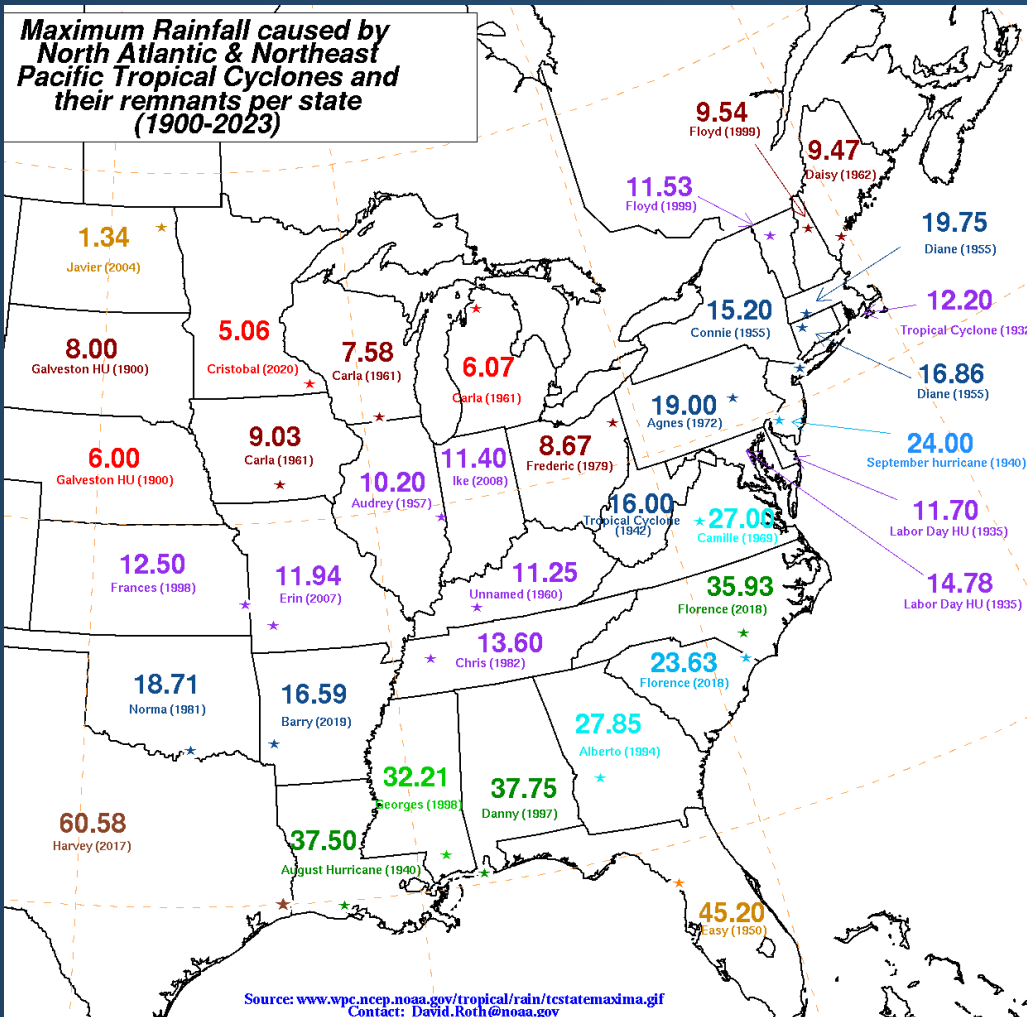 Maximum Rainfall caused by
North Atlantic & Northeast
Pacific Tropical Cyclones and
their remnants per state
(1900-2023)
9.54
Floyd (1999)
9.47
Daisy (1962)
11.53
Floyd (1999)
19.75
Diane (1955)
1.34
Javier (2004)
12.20
Tropical Cyclone (1932
15.20
Connie (1955)
5.06
Cristobal (2020)
8.00
Galveston HU (1900)
7.58
Carla (1961)
6.07
Carla (1961)
16.86
Diane (1955)
19.00
Agnes (1972)
9.03
Carla (1961)
8.67
Frederic (1979)
24.00
September hurricane (1940)
6.00
Galveston HU (1900)
10.20
Audrey (1957)
11.40
Ike (2008)
16.00
Tropical Cyclone
(1942)
27.00
Camille (1969)
11.70
Labor Day HU (1935)
12.50
Frances (1998)
11.94
Erin (2007)
11.25
Unnamed (1960)
35.93
Florence (2018)
14.78
Labor Day HU (1935)
13.60
Chris (1982)
23.63
Florence (2018)
18.71
Norma (1981)
16.59
Barry (2019)
27.85
Alberto (1994)
32.21
Georges (1998)
37.75
Danny (1997)
60.58
Harvey (2017)
37.50
August Hurricane (1940)
45.20
Easy (1950)
Source: www.wpc.ncep.noaa.gov/tropical/rain/tcstatemaxima.gif
Contact: David.Roth@noaa.gov